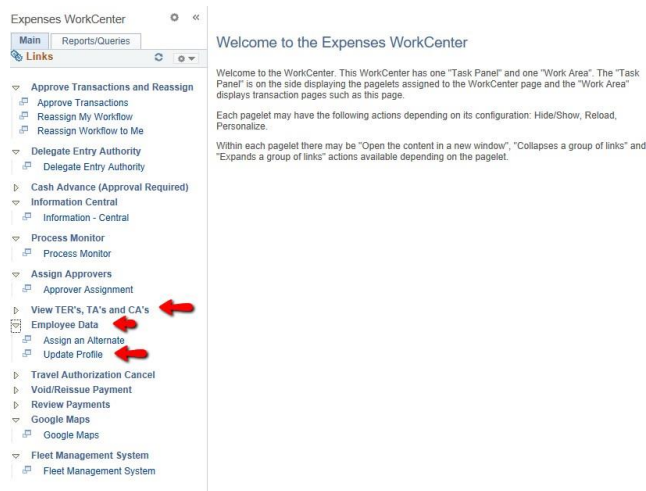 Expenses WorkCenter
Main
Reports/Queries
Links
Approve Transactions and Reassign
Approve Transactions
Reassign My Workflow
Reassign Workflow to Me
Delegate Entry Authority
Delegate Entry Authority
Cash Advance (Approval Required)
Information Central
Information - Central
Process Monitor
Process Monitor
Assign Approvers
Approver Assignment
View TER's, TA's and CA's
Employee Data
Assign an Alternate
Update Profile
Travel Authorization Cancel
Void/Reissue Payment
Review Payments
Google Maps
Google Maps
Fleet Management System
Fleet Management System
Welcome to the Expenses WorkCenter
Welcome to the WorkCenter. This WorkCenter has one "Task Panel" and one "Work Area". The "Task
Panel" is on the side displaying the pagelets assigned to the WorkCenter page and the "Work Area"
displays transaction pages such as this page.
Each pagelet may have the following actions depending on its configuration: Hide/Show, Reload,
Personalize.
Within each pagelet there may be "Open the content in a new window", "Collapses a group of links" and
"Expands a group of links" actions available depending on the pagelet.